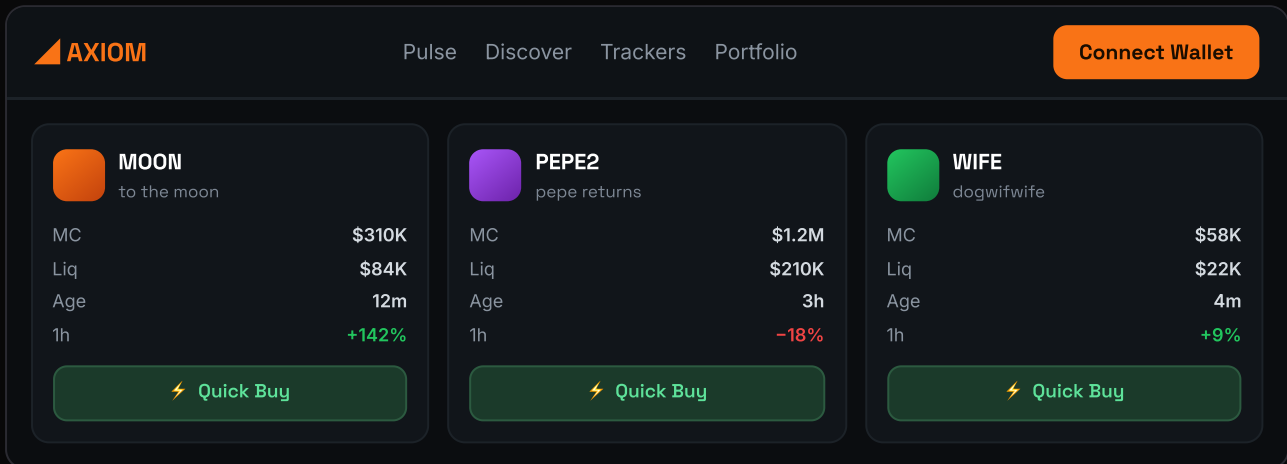 AXIOM
Pulse Discover Trackers Portfolio
Connect Wallet
MOON
to the moon
MC $310K
Liq $84K
Age 12m
1h +142%
⚡ Quick Buy
PEPE2
pepe returns
MC $1.2M
Liq $210K
Age 3h
1h −18%
⚡ Quick Buy
WIFE
dogwifwife
MC $58K
Liq $22K
Age 4m
1h +9%
⚡ Quick Buy